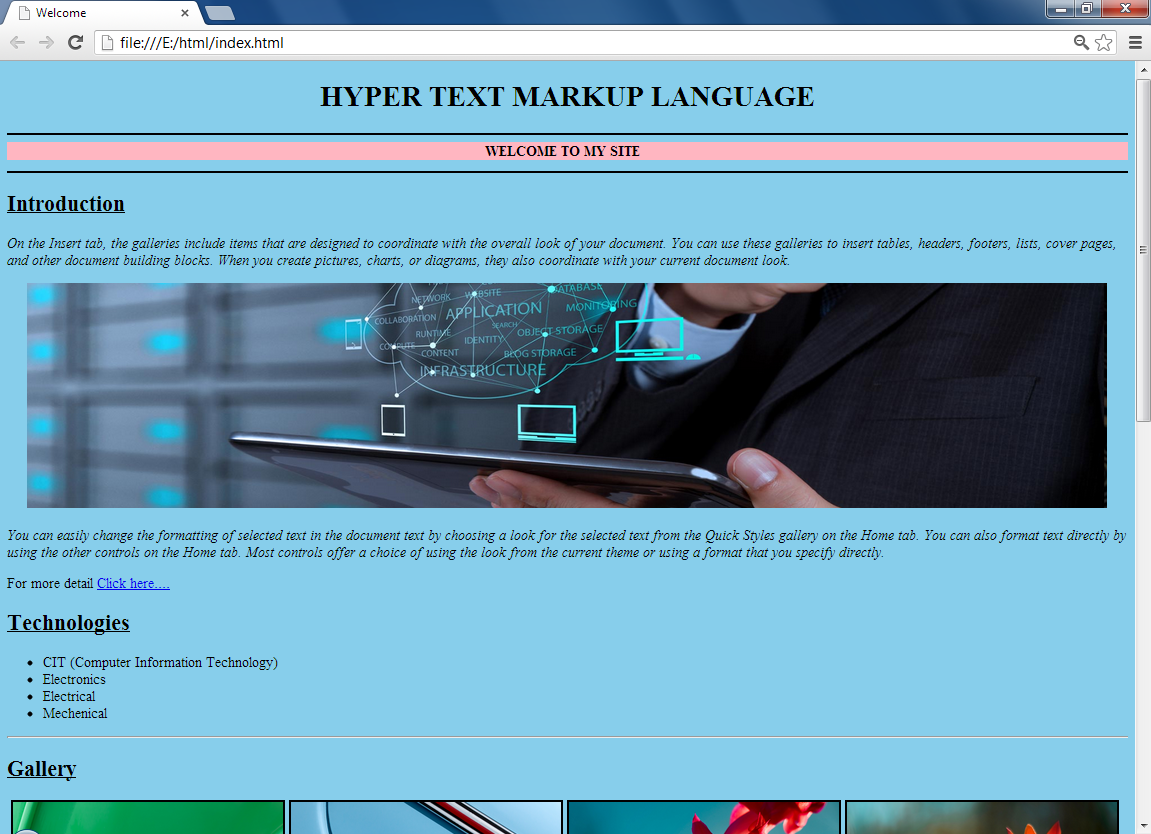 Welcome
file:///E:/html/index.html
HYPER TEXT MARKUP LANGUAGE
WELCOME TO MY SITE
Introduction
On the Insert tab, the galleries include items that are designed to coordinate with the overall look of your document. You can use these galleries to insert tables, headers, footers, lists, cover pages,
and other document building blocks. When you create pictures, charts, or diagrams, they also coordinate with your current document look.
DATABASE
NETWORK WEBSITE
APPLICATION MONITORING
COLLABORATION
SEARCH
RUNTIME OBJECT STORAGE
IDENTITY
COMPUTE
CONTENT BLOG STORAGE
INFRASTRUCTURE
You can easily change the formatting of selected text in the document text by choosing a look for the selected text from the Quick Styles gallery on the Home tab. You can also format text directly by
using the other controls on the Home tab. Most controls offer a choice of using the look from the current theme or using a format that you specify directly.
For more detail Click here....
Technologies
CIT (Computer Information Technology)
Electronics
Electrical
Mechenical
Gallery